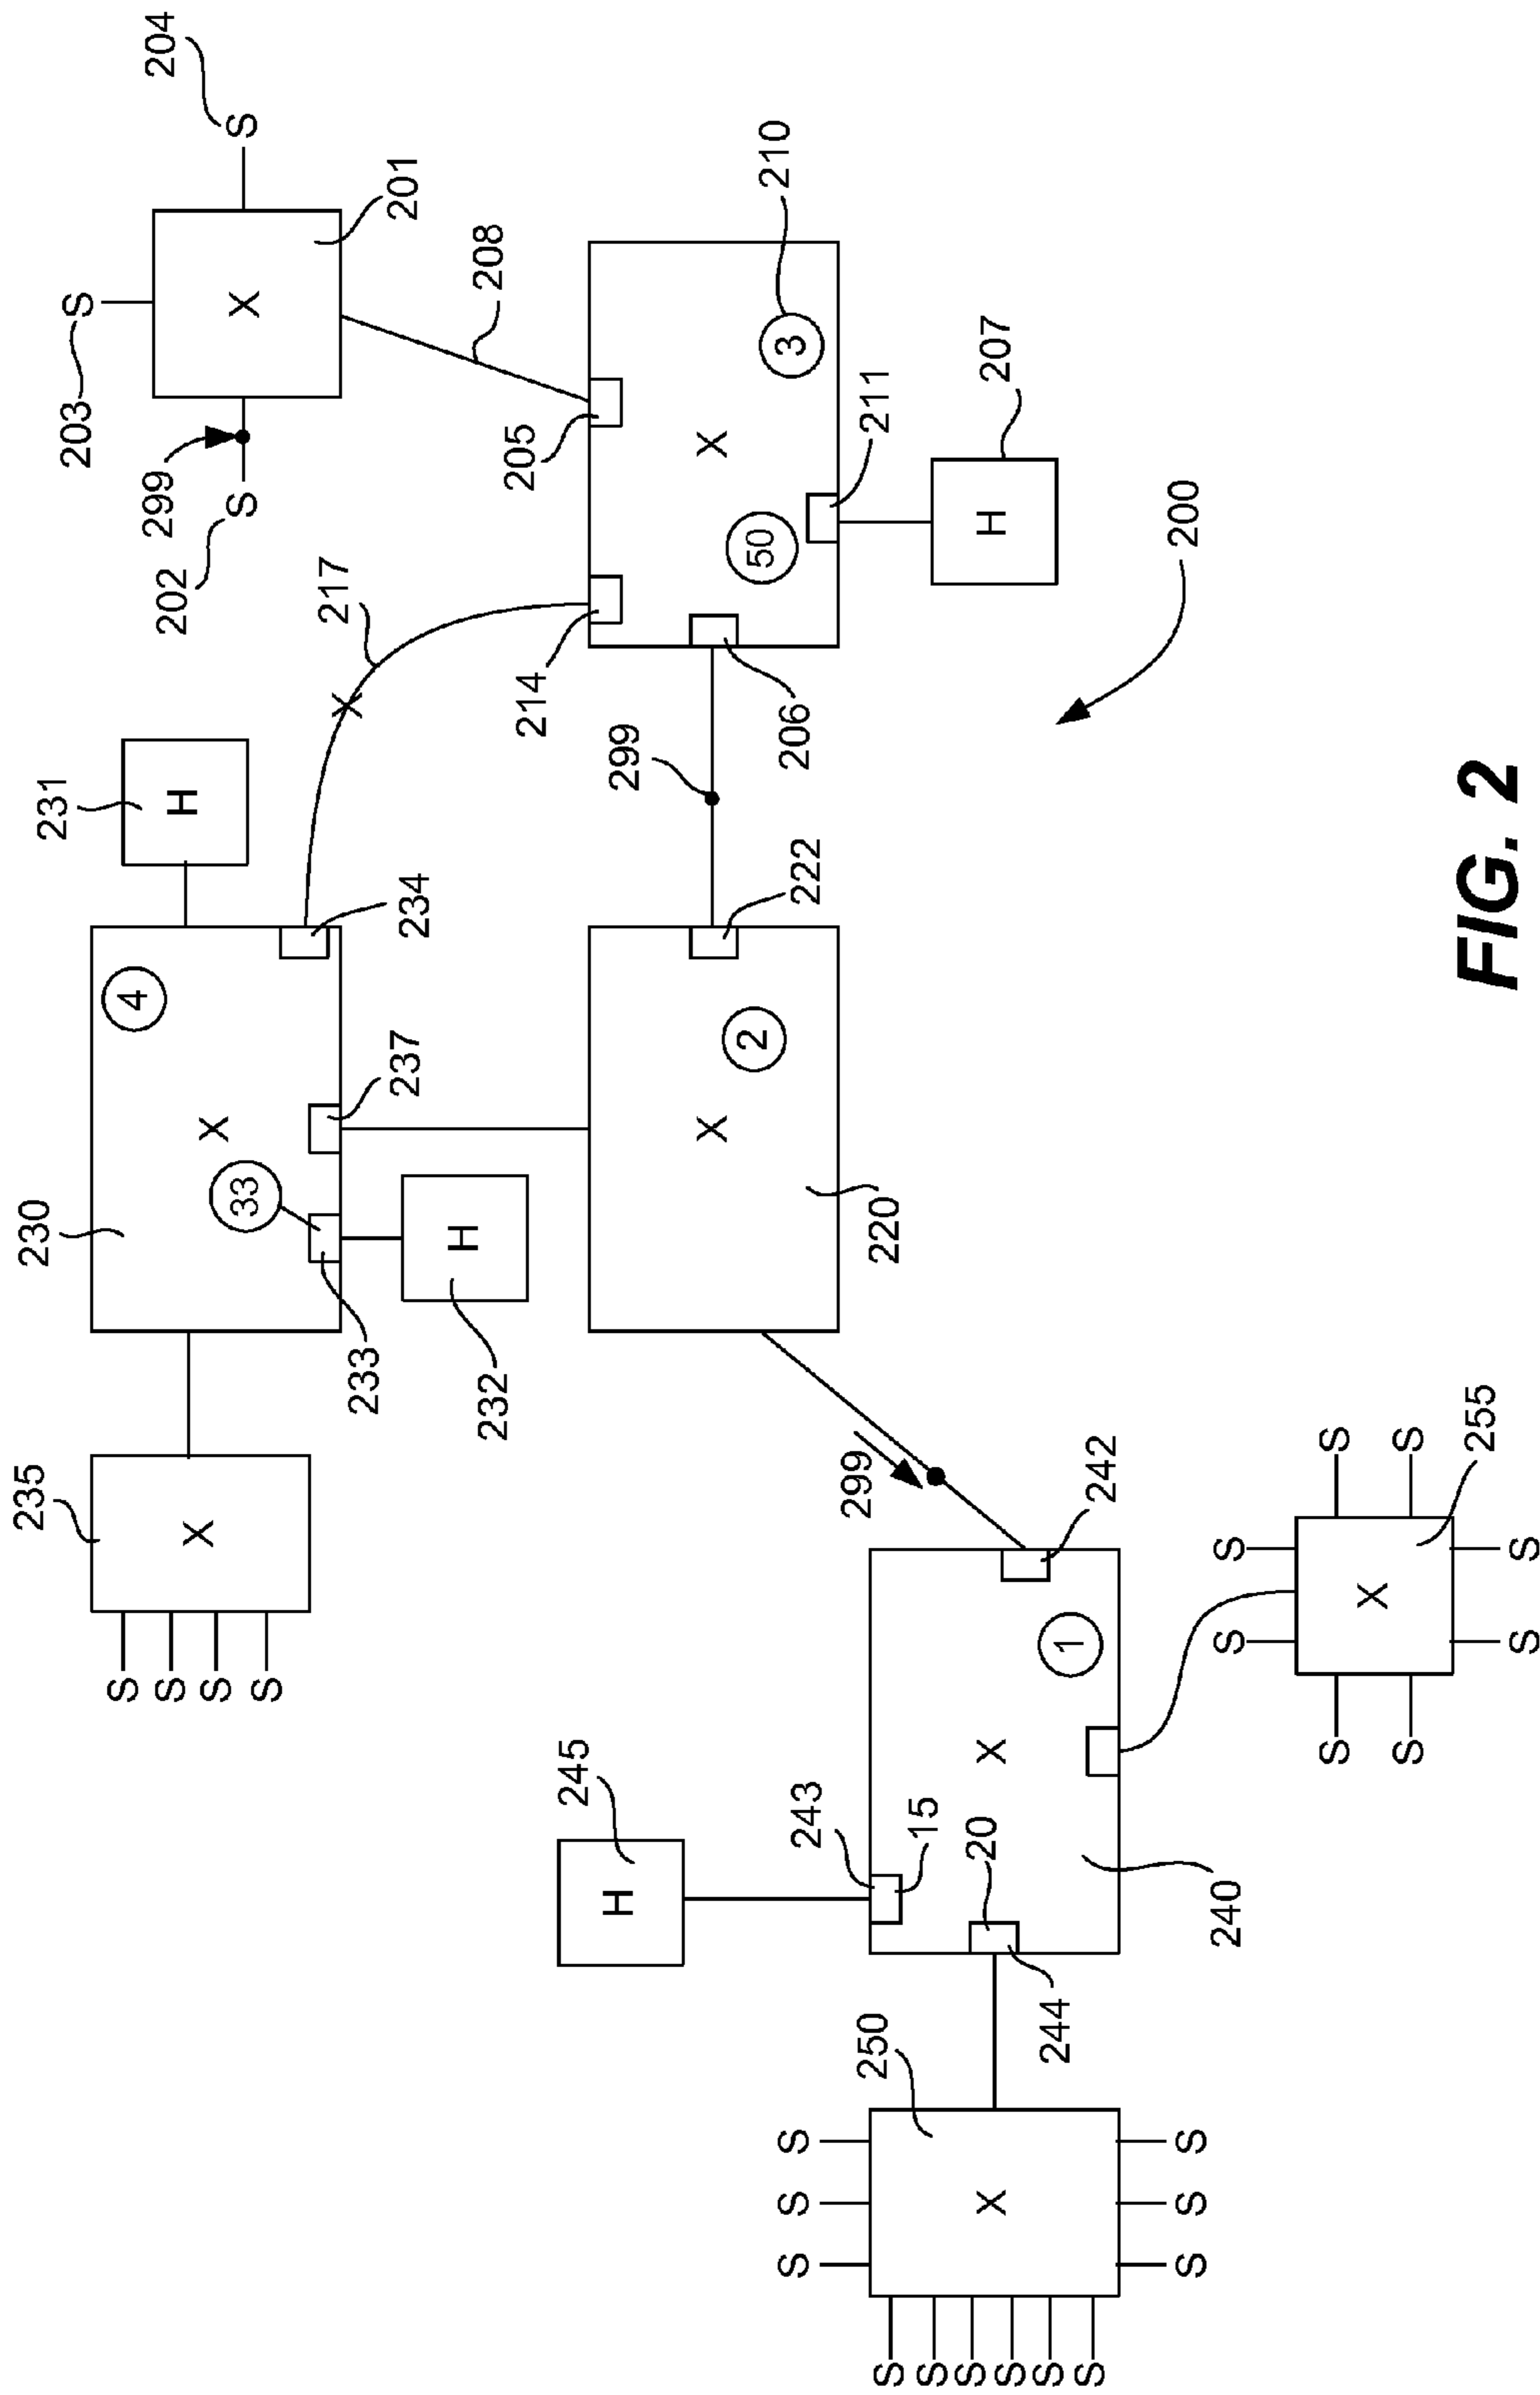 204
S
203
S
X
201
299
S
202
208
217
205
X
3
210
50
211
214
206
H
207
200
231
H
299
230
4
X
33
237
234
233
H
232
222
2
X
220
235
X
S
S
S
S
299
242
245
H
243
15
X
1
20
244
240
250
X
S
S
S
S
S
S
S
S
S
S
S
S
255
X
S
S
S
S
S
S
S
S
S
X
FIG. 2